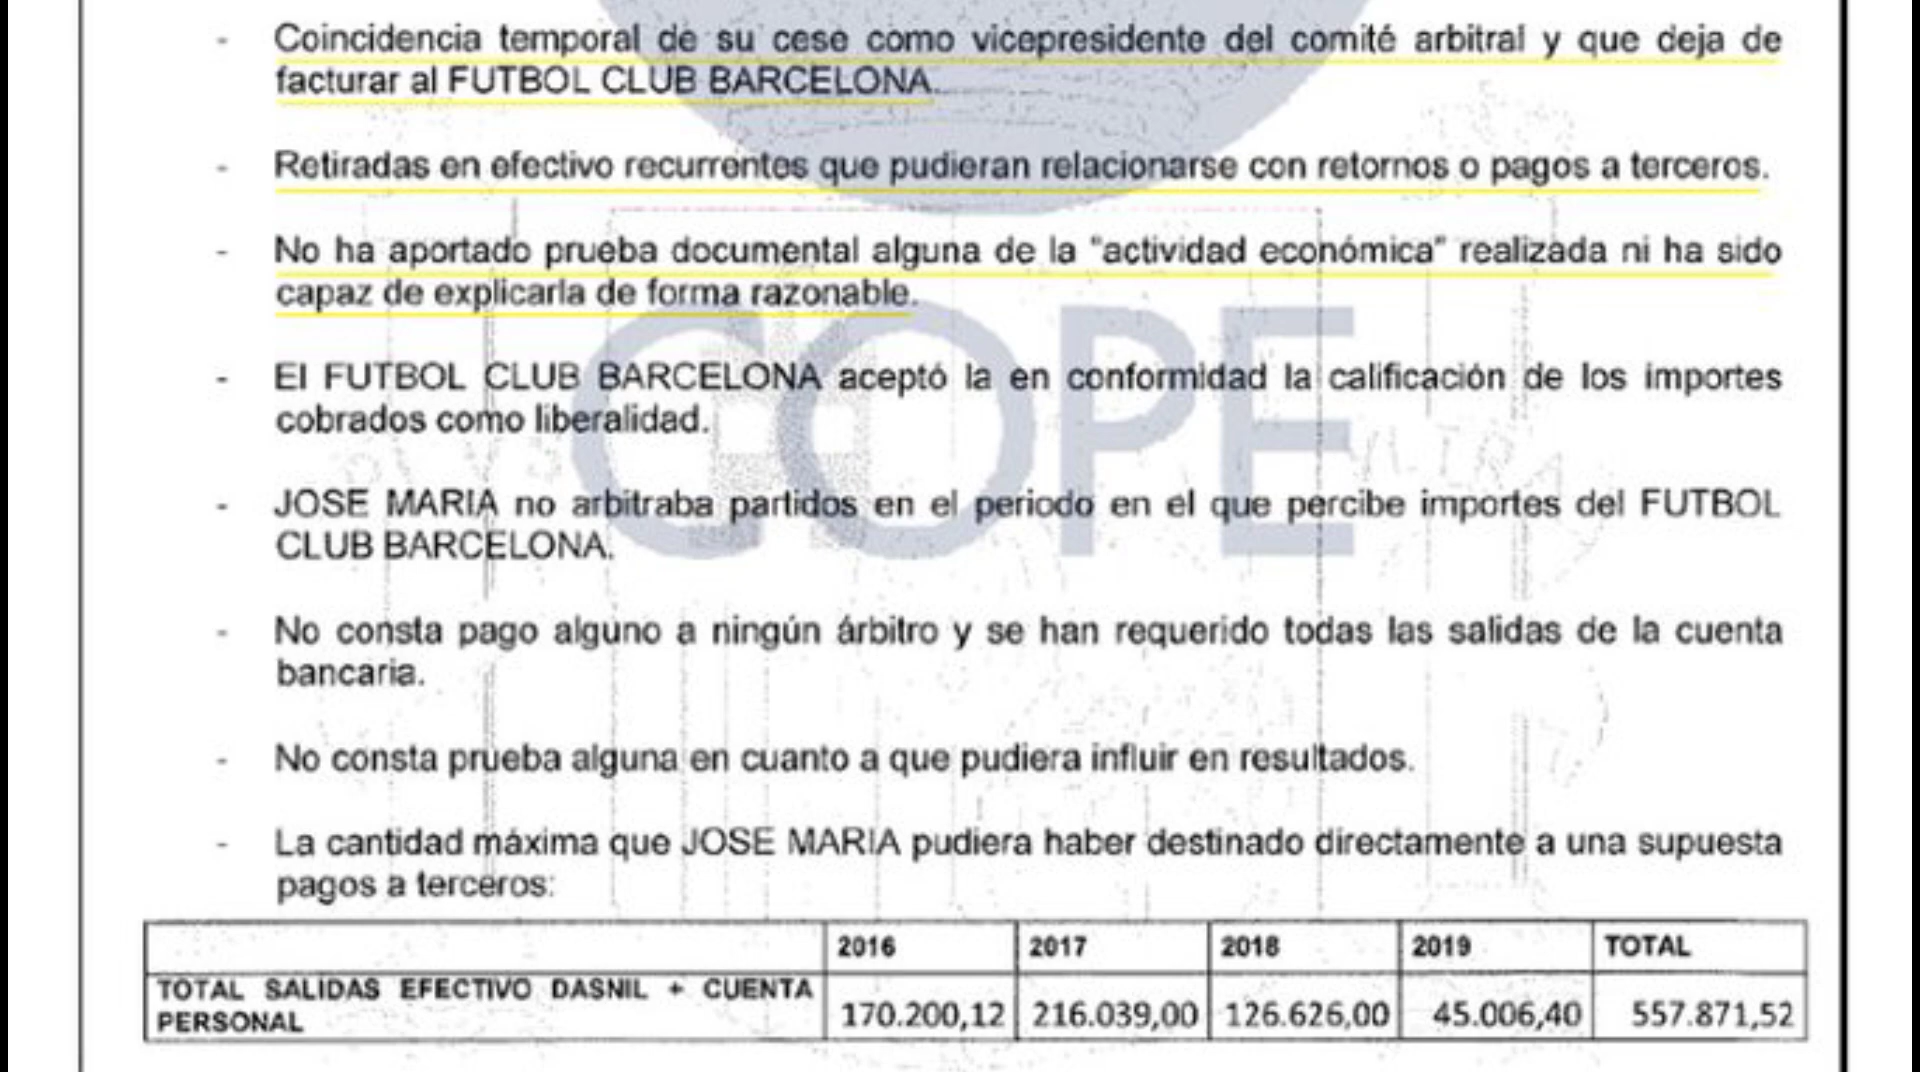 - Coincidencia temporal de su cese como vicepresidente del comité arbitral y que deja de
facturar al FUTBOL CLUB BARCELONA.
- Retiradas en efectivo recurrentes que pudieran relacionarse con retornos o pagos a terceros.
- No ha aportado prueba documental alguna de la "actividad económica" realizada ni ha sido
capaz de explicarla de forma razonable.
COPE
- El FUTBOL CLUB BARCELONA aceptó la en conformidad la calificación de los importes
cobrados como liberalidad.
- JOSE MARIA no arbitraba partidos en el periodo en el que percibe importes del FUTBOL
CLUB BARCELONA.
- No consta pago alguno a ningún árbitro y se han requerido todas las salidas de la cuenta
bancaria.
- No consta prueba alguna en cuanto a que pudiera influir en resultados.
- La cantidad máxima que JOSE MARIA pudiera haber destinado directamente a una supuesta
pagos a terceros:
2016 2017 2018 2019 TOTAL
TOTAL SALIDAS EFECTIVO DASNIL + CUENTA
PERSONAL 170.200,12 216.039,00 126.626,00 45.006,40 557.871,52